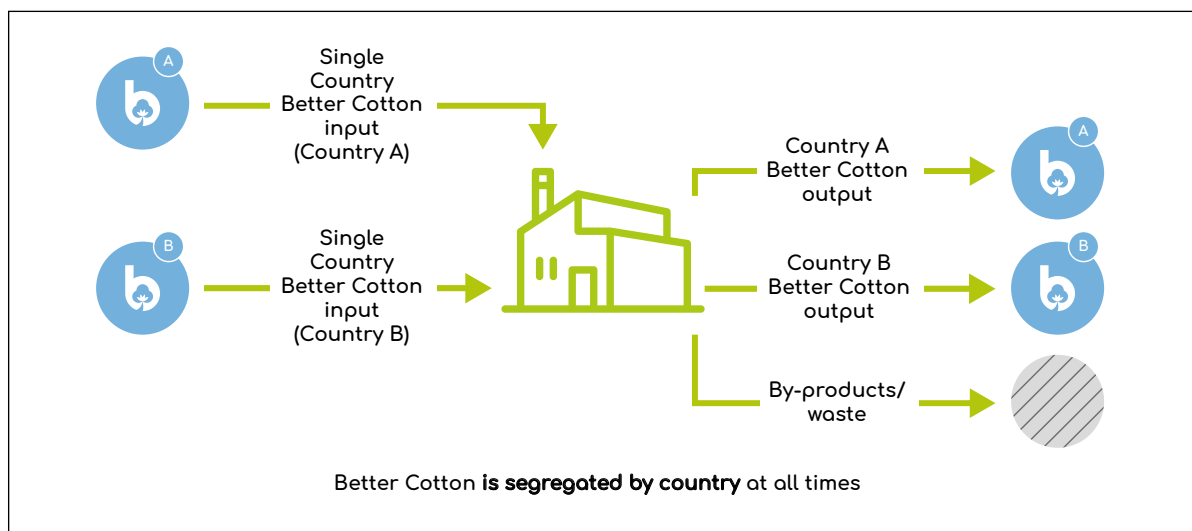 A
Single
Country
Better Cotton
input
(Country A)
B
Single
Country
Better Cotton
input
(Country B)
Country A
Better Cotton
output
A
Country B
Better Cotton
output
B
By-products/
waste
Better Cotton is segregated by country at all times